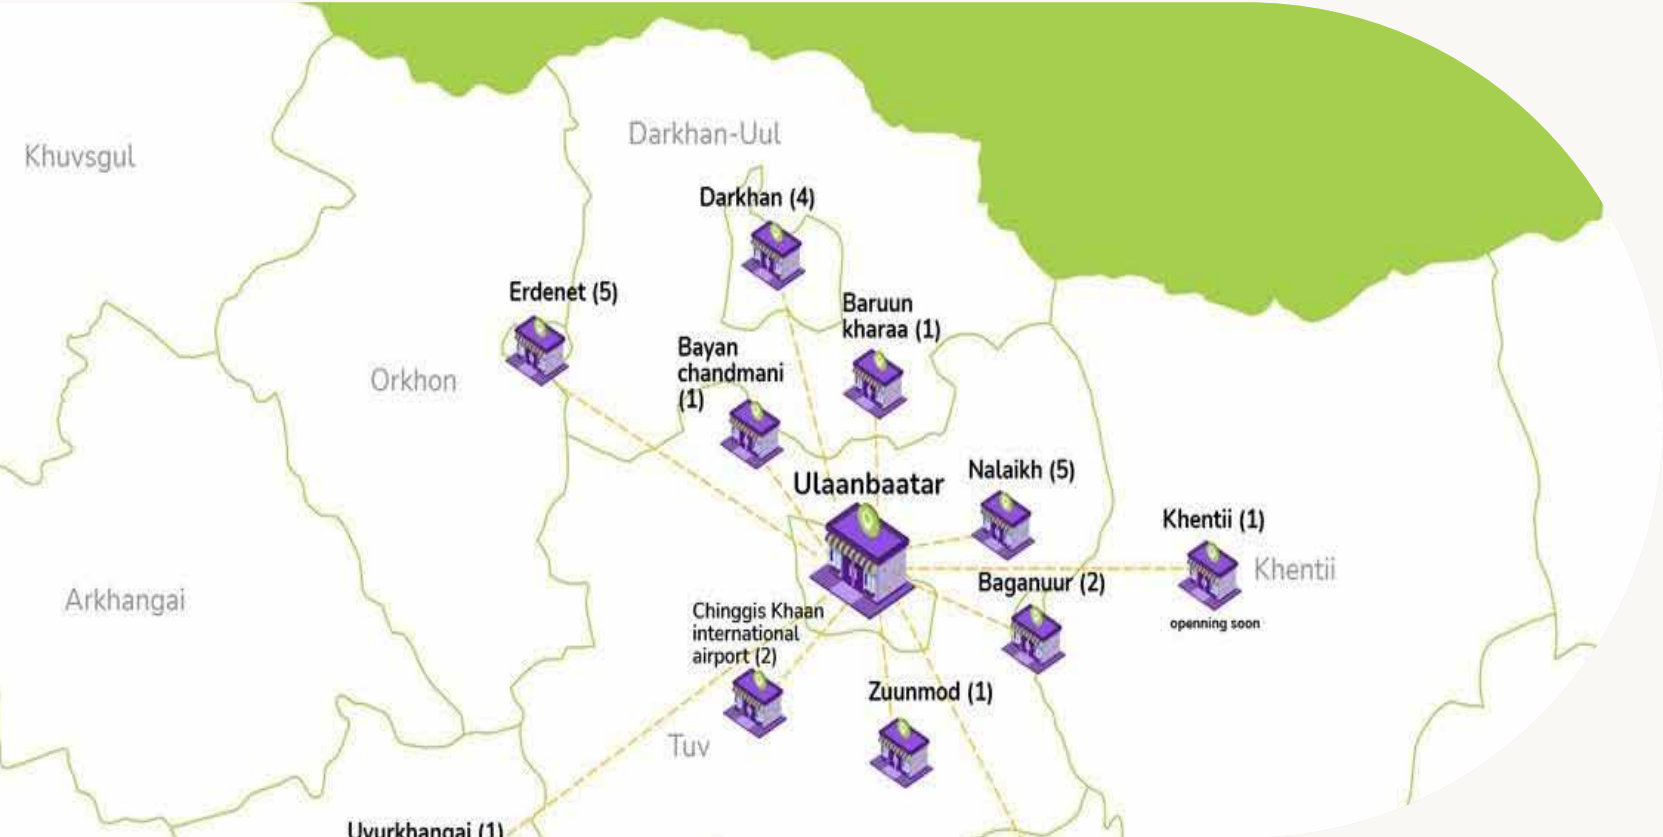 Darkhan-Uul
Khuvsgul
Darkhan (4)
Erdenet (5)
Baruun
kharaa (1)
Bayan
chandmani
(1)
Orkhon
Nalaikh (5)
Ulaanbaatar
Khentii (1)
Khentii
Baganuur (2)
Arkhangai
Chinggis Khaan
international
airport (2)
openning soon
Zuunmod (1)
Tuv
Uvurkhangai (1)